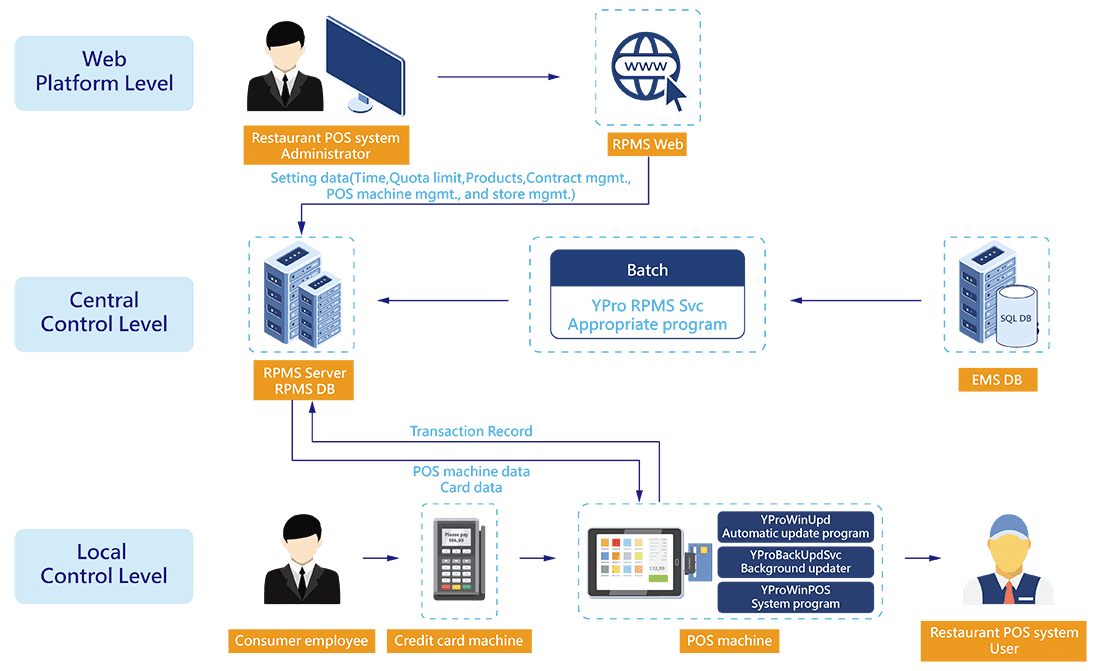 Web
Platform Level
www
Restaurant POS system
Administrator
RPMS Web
Setting data(Time,Quota limit,Products,Contract mgmt.,
POS machine mgmt., and store mgmt.)
Central
Control Level
RPMS Server
RPMS DB
Batch
YPro RPMS Svc
Appropriate program
SQL DB
EMS DB
Transaction Record
POS machine data
Card data
Local
Control Level
Consumer employee
Please pay
$64,99
Credit card machine
$12,99
YProWinUpd
Automatic update program
YProBackUpdSvc
Background updater
YProWinPOS
System program
POS machine
Restaurant POS system
User